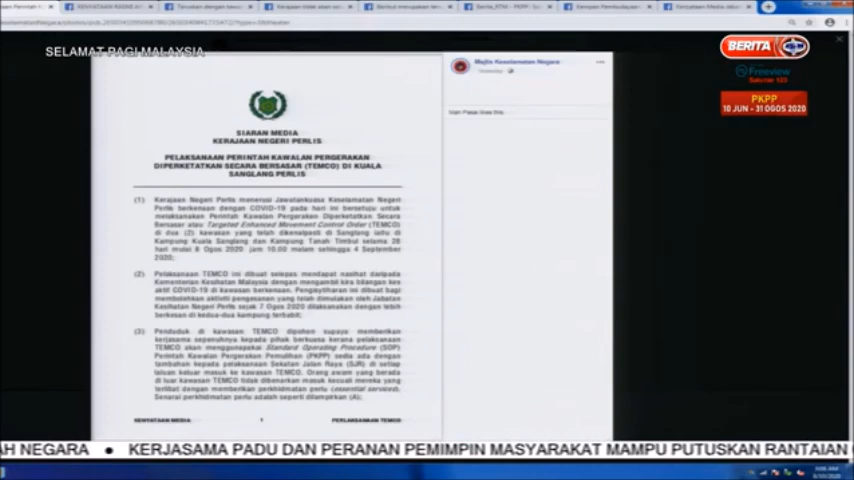 SELAMAT PAGI MALAYSIA
BERITA
Freeview
Saluran 123
PKPP
10 JUN - 31 OGOS 2020
Majlis Keselamatan Negara
Yesterday
SIARAN MEDIA
KERAJAAN NEGERI PERLIS
PELAKSANAAN PERINTAH KAWALAN PERGERAKAN
DIPERKETATKAN SECARA BERSASAR (TEMCO) DI KUALA
SANGLANG PERLIS
(1) Kerajaan Negeri Perlis menerusi Jawatankuasa Keselamatan Negeri
Perlis berkenaan dengan COVID-19 pada hari ini bersetuju untuk
melaksanakan Perintah Kawalan Pergerakan Diperketatkan Secara
Bersasar atau Targeted Enhanced Movement Control Order (TEMCO)
di dua (2) kawasan yang telah dikenalpasti di Sanglang iaitu di
Kampung Kuala Sanglang dan Kampung Tanah Timbul selama 28
hari mulai 8 Ogos 2020 jam 10.00 malam sehingga 4 September
2020;
(2) Pelaksanaan TEMCO ini dibuat selepas mendapat nasihat daripada
Kementerian Kesihatan Malaysia dengan mengambil kira bilangan kes
aktif COVID-19 di kawasan berkenaan. Pengisytiharan ini dibuat bagi
membolehkan aktiviti pengesanan yang telah dimulakan oleh Jabatan
Kesihatan Negeri Perlis sejak 7 Ogos 2020 dilaksanakan dengan lebih
berkesan di kedua-dua kampung terbabit;
(3) Penduduk di kawasan TEMCO dipohon supaya memberikan
kerjasama sepenuhnya kepada pihak berkuasa kerana pelaksanaan
TEMCO akan menggunapakai Standard Operating Procedure (SOP)
Perintah Kawalan Pergerakan Pemulihan (PKPP) sedia ada dengan
tambahan kepada pelaksanaan Sekatan Jalan Raya (SJR) di setiap
laluan keluar masuk ke kawasan TEMCO. Orang awam yang berada
di luar kawasan TEMCO tidak dibenarkan masuk kecuali mereka yang
terlibat dengan memberikan perkhidmatan perlu (essential services).
Senarai perkhidmatan perlu adalah seperti dilampirkan (A);
KENYATAAN MEDIA 1 PERLAKSANAAN TEMCO
AH NEGARA ● KERJASAMA PADU DAN PERANAN PEMIMPIN MASYARAKAT MAMPU PUTUSKAN RANTAIAN